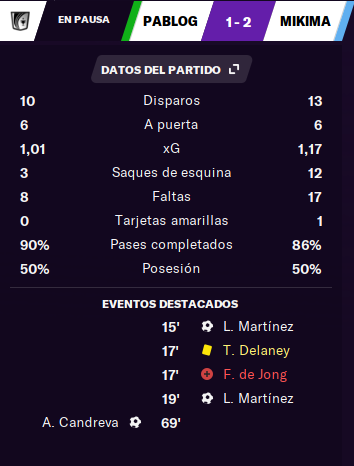 EN PAUSA PABLOG 1 - 2 MIKIMA
DATOS DEL PARTIDO
10 Disparos 13
6 A puerta 6
1,01 xG 1,17
3 Saques de esquina 12
8 Faltas 17
0 Tarjetas amarillas 1
90% Pases completados 86%
50% Posesión 50%
EVENTOS DESTACADOS
15' L. Martínez
17' T. Delaney
17' F. de Jong
19' L. Martínez
A. Candreva 69'